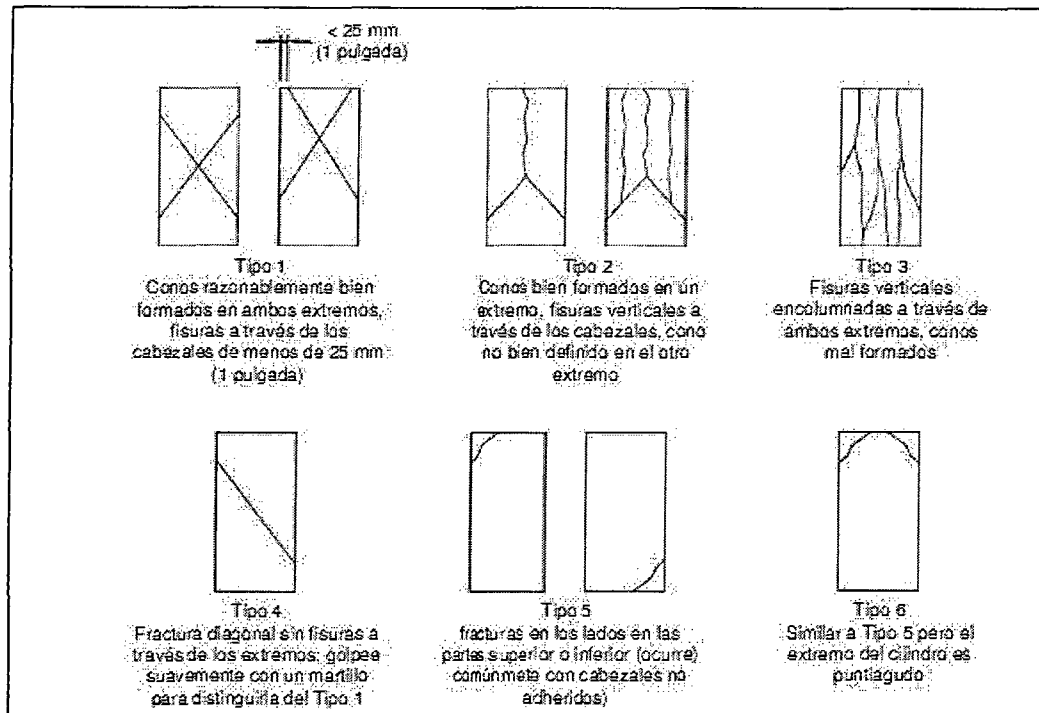 < 25 mm
(1 pulgada)
Tipo 1
Conos razonablemente bien
formados en ambos extremos,
fisuras a través de los
cabezales de menos de 25 mm
(1 pulgada)
Tipo 2
Conos bien formados en un
extremo, fisuras verticales a
través de los cabezales, cono
no bien definido en el otro
extremo
Tipo 3
Fisuras verticales
encolumnadas a través de
ambos extremos, conos
mal formados
Tipo 4
Fractura diagonal sin fisuras a
través de los extremos; golpee
suavemente con un martillo
para distinguirla del Tipo 1
Tipo 5
fracturas en los lados en las
partes superior o inferior (ocurre)
comúnmete con cabezales no
adheridos)
Tipo 6
Similar a Tipo 5 pero el
extremo del cilindro es
puntiagudo